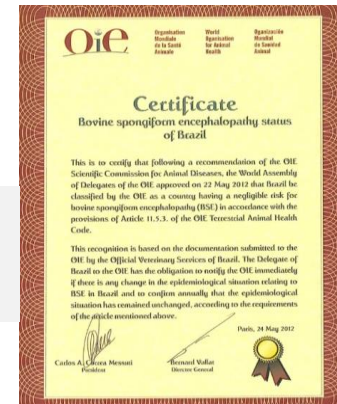 OiE
Organisation
Mondiale
de la Santé
Animale
World
Organisation
for Animal
Health
Organización
Mundial
de Sanidad
Animal
Certificate
Bovine spongiform encephalopathy status
of Brazil
This is to certify that following a recommendation of the OIE
Scientific Commission for Animal Diseases, the World Assembly
of Delegates of the OIE approved on 22 May 2012 that Brazil be
classified by the OIE as a country having a negligible risk for
bovine spongiform encephalopathy (BSE) in accordance with the
provisions of Article 11.5.3. of the OIE Terrestrial Animal Health
Code.
This recognition is based on the documentation submitted to the
OIE by the Official Veterinary Services of Brazil. The Delegate of
Brazil to the OIE has the obligation to notify the OIE immediately
if there is any change in the epidemiological situation relating to
BSE in Brazil and to confirm annually that the epidemiological
situation has remained unchanged, according to the requirements
of the article mentioned above.
Paris, 24 May 2012
Carlos A. Correa Messuti
President
Bernard Vallat
Director General